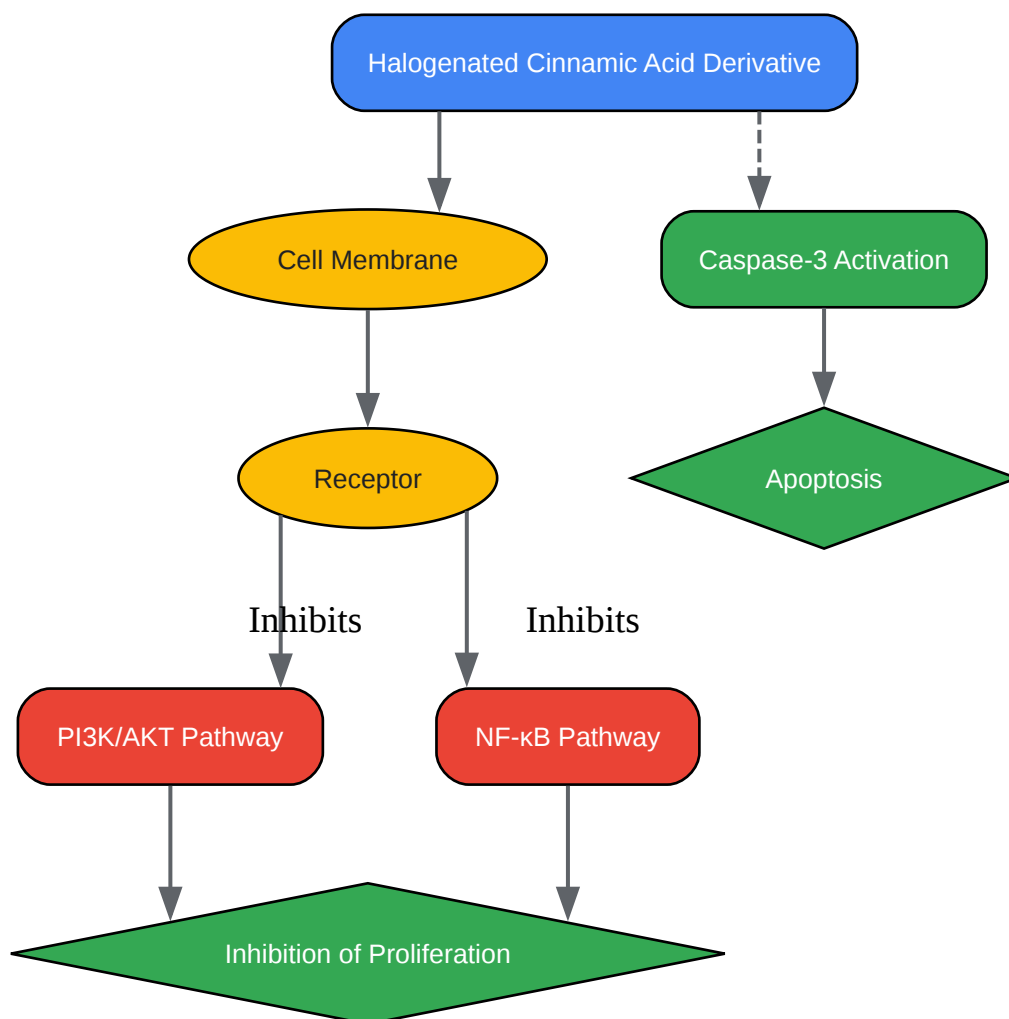 Halogenated Cinnamic Acid Derivative
Cell Membrane
Caspase-3 Activation
Receptor
Apoptosis
Inhibits
Inhibits
PI3K/AKT Pathway
NF-κB Pathway
Inhibition of Proliferation